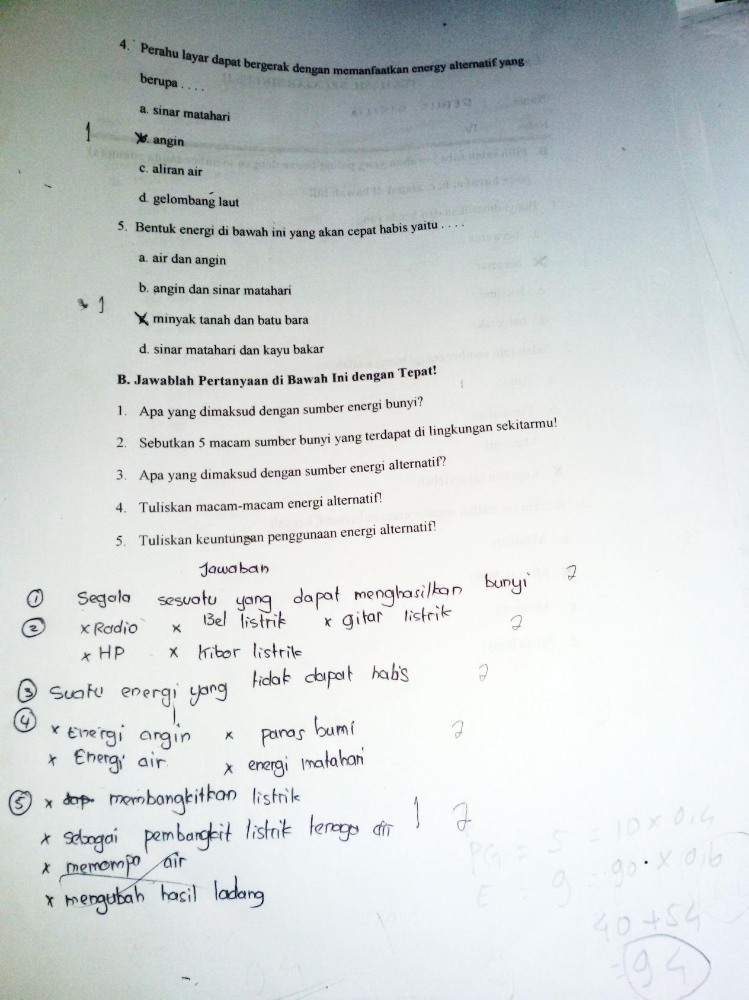 4. Perahu layar dapat bergerak dengan memanfaatkan energy alternatif yang
berupa . . . .
a. sinar matahari
1 b. angin
c. aliran air
d. gelombang laut
5. Bentuk energi di bawah ini yang akan cepat habis yaitu . . . .
a. air dan angin
b. angin dan sinar matahari
1 c. minyak tanah dan batu bara
d. sinar matahari dan kayu bakar
B. Jawablah Pertanyaan di Bawah Ini dengan Tepat!
1. Apa yang dimaksud dengan sumber energi bunyi?
2. Sebutkan 5 macam sumber bunyi yang terdapat di lingkungan sekitarmu!
3. Apa yang dimaksud dengan sumber energi alternatif?
4. Tuliskan macam-macam energi alternatif!
5. Tuliskan keuntungan penggunaan energi alternatif!
Jawaban
1 Segala sesuatu yang dapat menghasilkan bunyi 2
2 x Radio x Bel listrik x gitar listrik 2
x HP x Kibor listrik
3 Suatu energi yang tidak dapat habis 2
4 x Energi angin x panas bumi 2
x Energi air x energi matahari
5 x dap membangkitkan listrik
x sebagai pembangkit listrik tenaga air 1 2
x memompa air
x mengubah hasil ladang
PG = 5 = 10 x 0,4
E = 9 = 90 x 0,6
40 + 54
= 94